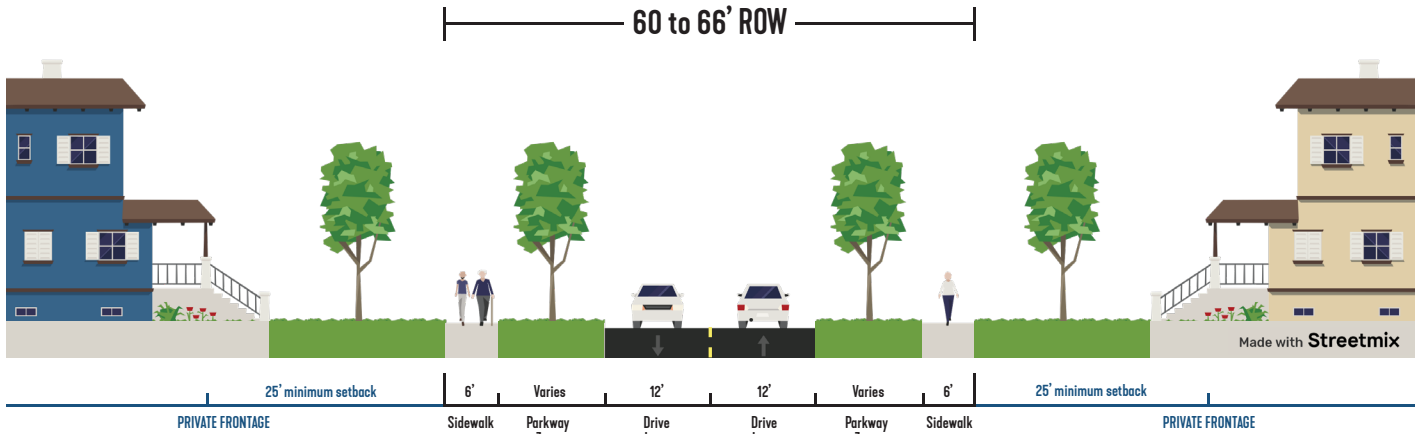 60 to 66’ ROW
Made with Streetmix
25’ minimum setback 6’ Varies 12’ 12’ Varies 6’ 25’ minimum setback
PRIVATE FRONTAGE Sidewalk Parkway Drive Drive Parkway Sidewalk PRIVATE FRONTAGE